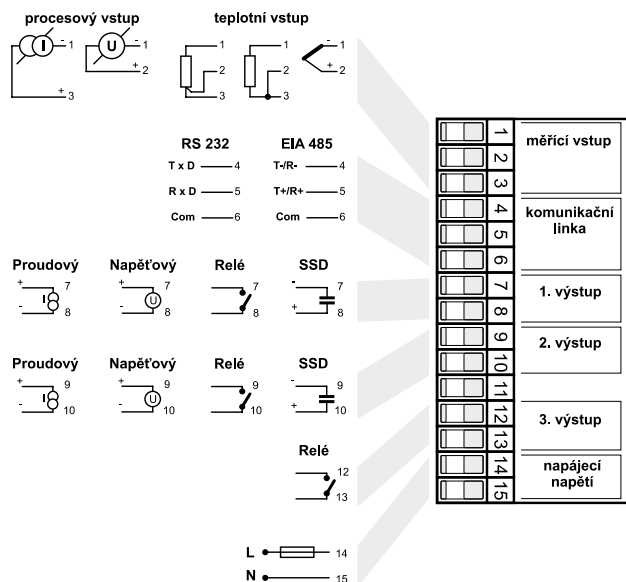 procesový vstup
teplotní vstup
I - 1
+ 3
U - 1
+ 2
1
2
3
1
2
3
- 1
+ 2
RS 232
T x D 4
R x D 5
Com 6
EIA 485
T-/R- 4
T+/R+ 5
Com 6
Proudový Napěťový Relé SSD
+ I 7
- 8
+ U 7
- 8
7
8
- 7
+ 8
Proudový Napěťový Relé SSD
+ I 9
- 10
+ U 9
- 10
9
10
- 9
+ 10
Relé
12
13
L 14
N 15
1
2
3
4
5
6
7
8
9
10
11
12
13
14
15
měřící vstup
komunikační
linka
1. výstup
2. výstup
3. výstup
napájecí
napětí